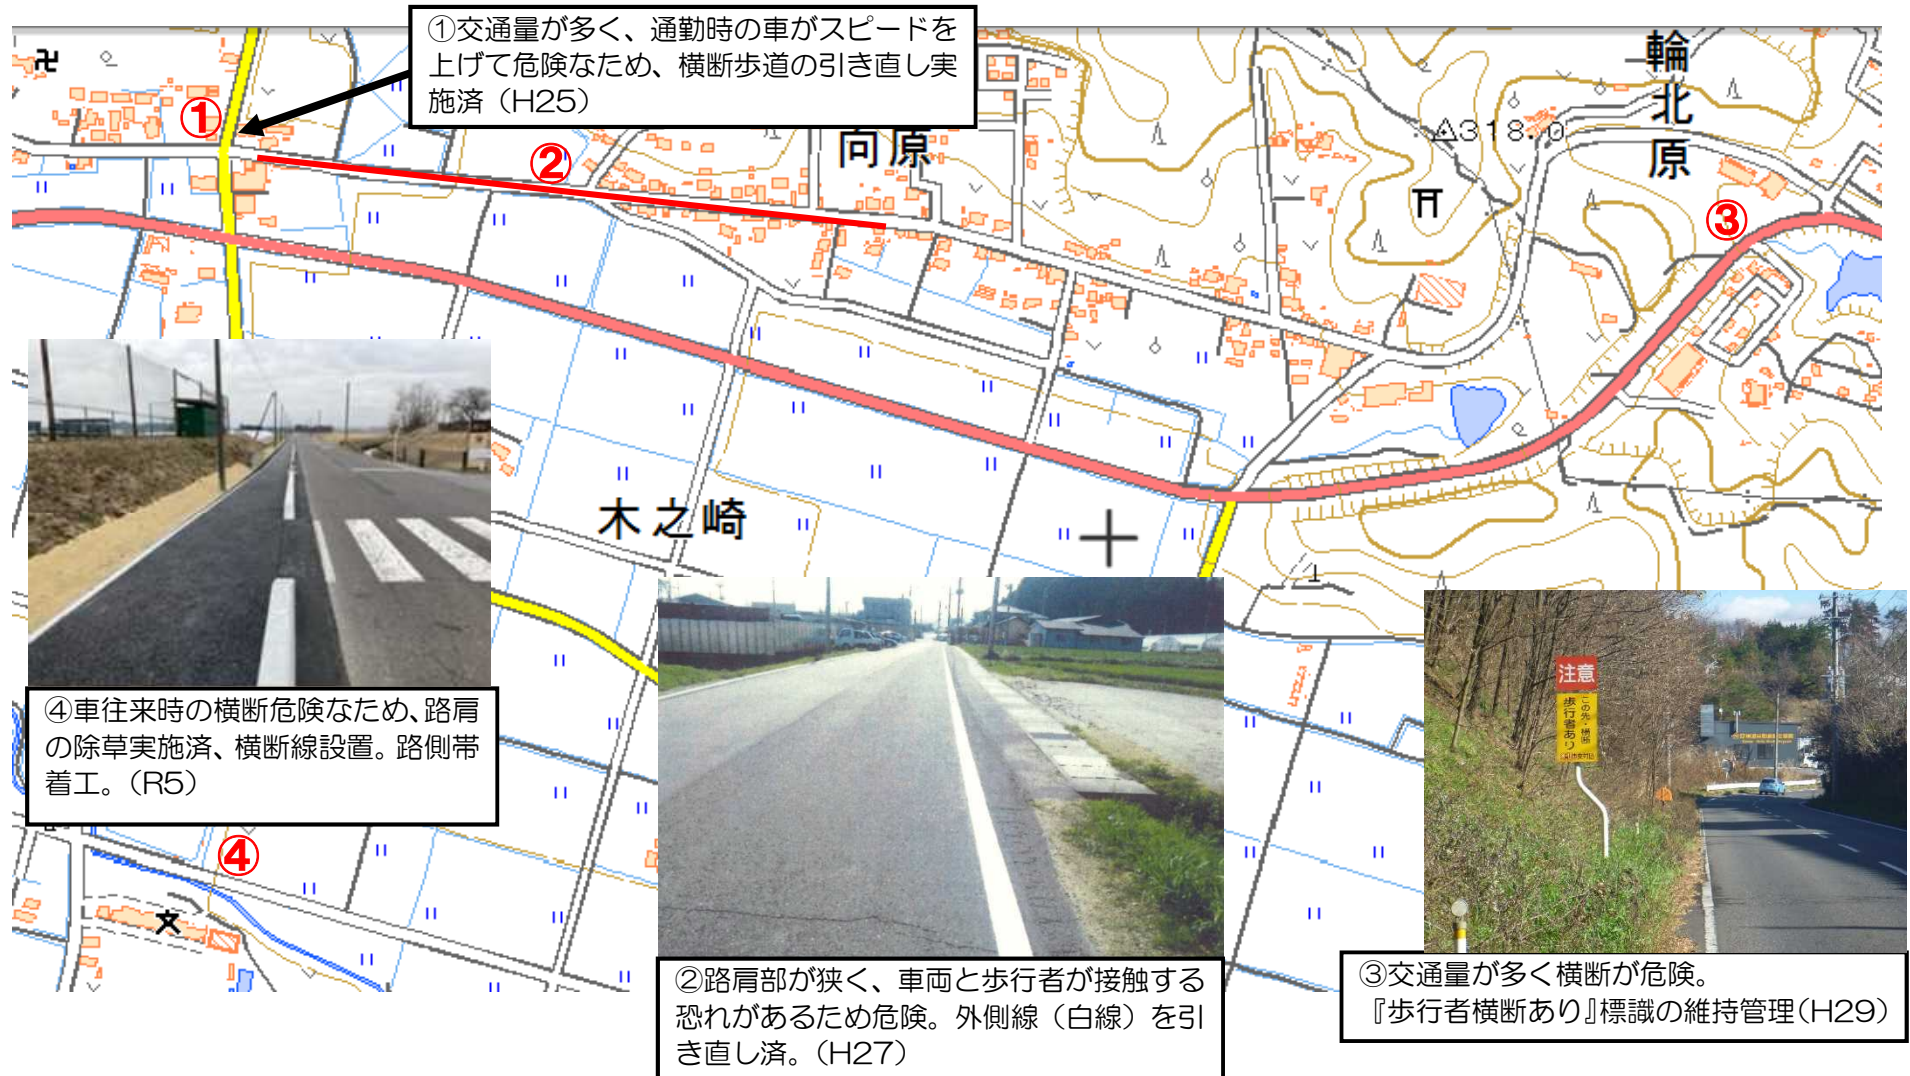 ①交通量が多く、通勤時の車がスピードを
上げて危険なため、横断歩道の引き直し実
施済（H25）
①
②
向原
△318.0
輪北原
③
木之崎
④車往来時の横断危険なため、路肩
の除草実施済、横断線設置。路側帯
着工。（R5）
④
②路肩部が狭く、車両と歩行者が接触する
恐れがあるため危険。外側線（白線）を引
き直し済。（H27）
注意
この先・横断
歩行者あり
③交通量が多く横断が危険。
『歩行者横断あり』標識の維持管理（H29）